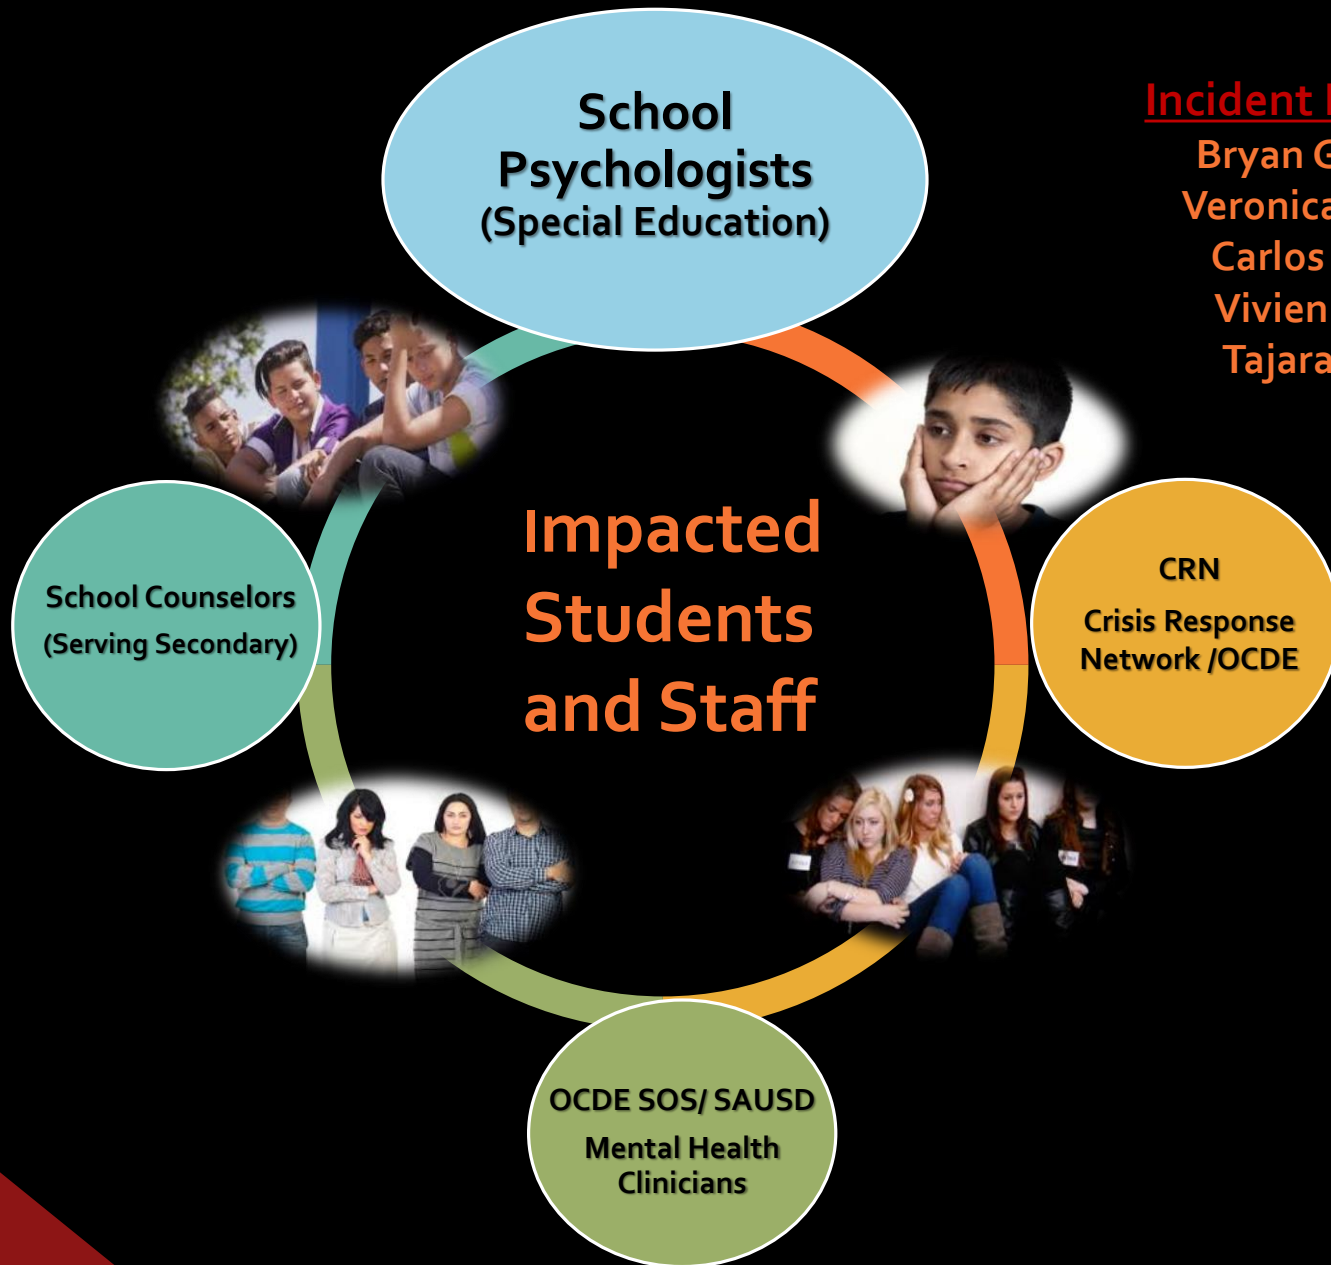 School
Psychologists
(Special Education)
Incident
Bryan
Veronica
Carlos
Vivien
Tajara
Impacted
Students
and Staff
School Counselors
(Serving Secondary)
CRN
Crisis Response
Network /OCDE
OCDE SOS/ SAUSD
Mental Health
Clinicians